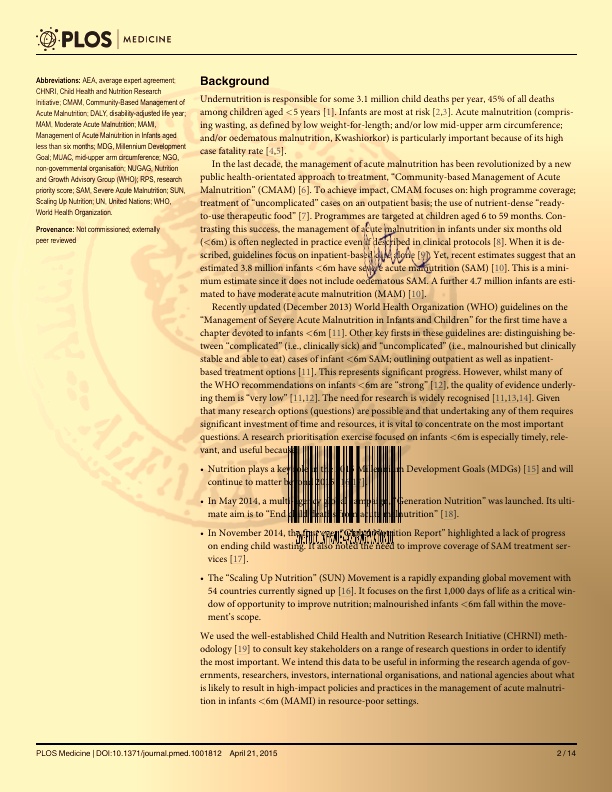 PLOS | MEDICINE
Abbreviations: AEA, average expert agreement;
CHNRI, Child Health and Nutrition Research
Initiative; CMAM, Community-Based Management of
Acute Malnutrition; DALY, disability-adjusted life year;
MAM. Moderate Acute Malnutrition; MAMI,
Management of Acute Malnutrition in Infants aged
less than six months; MDG, Millennium Development
Goal; MUAC, mid-upper arm circumference; NGO,
non-governmental organisation; NUGAG, Nutrition
and Growth Advisory Group (WHO); RPS, research
priority score; SAM, Severe Acute Malnutrition; SUN,
Scaling Up Nutrition; UN, United Nations; WHO,
World Health Organization.
Provenance: Not commissioned; externally
peer reviewed
Background
Undernutrition is responsible for some 3.1 million child deaths per year, 45% of all deaths
among children aged <5 years [1]. Infants are most at risk [2,3]. Acute malnutrition (compris-
ing wasting, as defined by low weight-for-length; and/or low mid-upper arm circumference;
and/or oedematous malnutrition, Kwashiorkor) is particularly important because of its high
case fatality rate [4,5].
In the last decade, the management of acute malnutrition has been revolutionized by a new
public health-orientated approach to treatment, “Community-based Management of Acute
Malnutrition” (CMAM) [6]. To achieve impact, CMAM focuses on: high programme coverage;
treatment of “uncomplicated” cases on an outpatient basis; the use of nutrient-dense “ready-
to-use therapeutic food” [7]. Programmes are targeted at children aged 6 to 59 months. Con-
trasting this success, the management of acute malnutrition in infants under six months old
(<6m) is often neglected in practice even if described in clinical protocols [8]. When it is de-
scribed, guidelines focus on inpatient-based care alone [9]. Yet, recent estimates suggest that an
estimated 3.8 million infants <6m have severe acute malnutrition (SAM) [10]. This is a mini-
mum estimate since it does not include oedematous SAM. A further 4.7 million infants are esti-
mated to have moderate acute malnutrition (MAM) [10].
Recently updated (December 2013) World Health Organization (WHO) guidelines on the
“Management of Severe Acute Malnutrition in Infants and Children” for the first time have a
chapter devoted to infants <6m [11]. Other key firsts in these guidelines are: distinguishing be-
tween “complicated” (i.e., clinically sick) and “uncomplicated” (i.e., malnourished but clinically
stable and able to eat) cases of infant <6m SAM; outlining outpatient as well as inpatient-
based treatment options [11]. This represents significant progress. However, whilst many of
the WHO recommendations on infants <6m are “strong” [12], the quality of evidence underly-
ing them is “very low” [11,12]. The need for research is widely recognised [11,13,14]. Given
that many research options (questions) are possible and that undertaking any of them requires
significant investment of time and resources, it is vital to concentrate on the most important
questions. A research prioritisation exercise focused on infants <6m is especially timely, rele-
vant, and useful because
• Nutrition plays a key role in the 2015 Millennium Development Goals (MDGs) [15] and will
continue to matter beyond 2015
• In May 2014, a multi-agency global campaign, “Generation Nutrition” was launched. Its ulti-
mate aim is to “End child deaths from acute malnutrition” [18].
• In November 2014, the Nutrition Report” highlighted a lack of progress
on ending child wasting. It also noted the need to improve coverage of SAM treatment ser-
vices [17].
• The “Scaling Up Nutrition” (SUN) Movement is a rapidly expanding global movement with
54 countries currently signed up [16]. It focuses on the first 1,000 days of life as a critical win-
dow of opportunity to improve nutrition; malnourished infants <6m fall within the move-
ment’s scope.
We used the well-established Child Health and Nutrition Research Initiative (CHRNI) meth-
odology [19] to consult key stakeholders on a range of research questions in order to identify
the most important. We intend this data to be useful in informing the research agenda of gov-
ernments, researchers, investors, international organisations, and national agencies about what
is likely to result in high-impact policies and practices in the management of acute malnutri-
tion in infants <6m (MAMI) in resource-poor settings.
PLOS Medicine | DOI:10.1371/journal.pmed.1001812 April 21, 2015
2 / 14